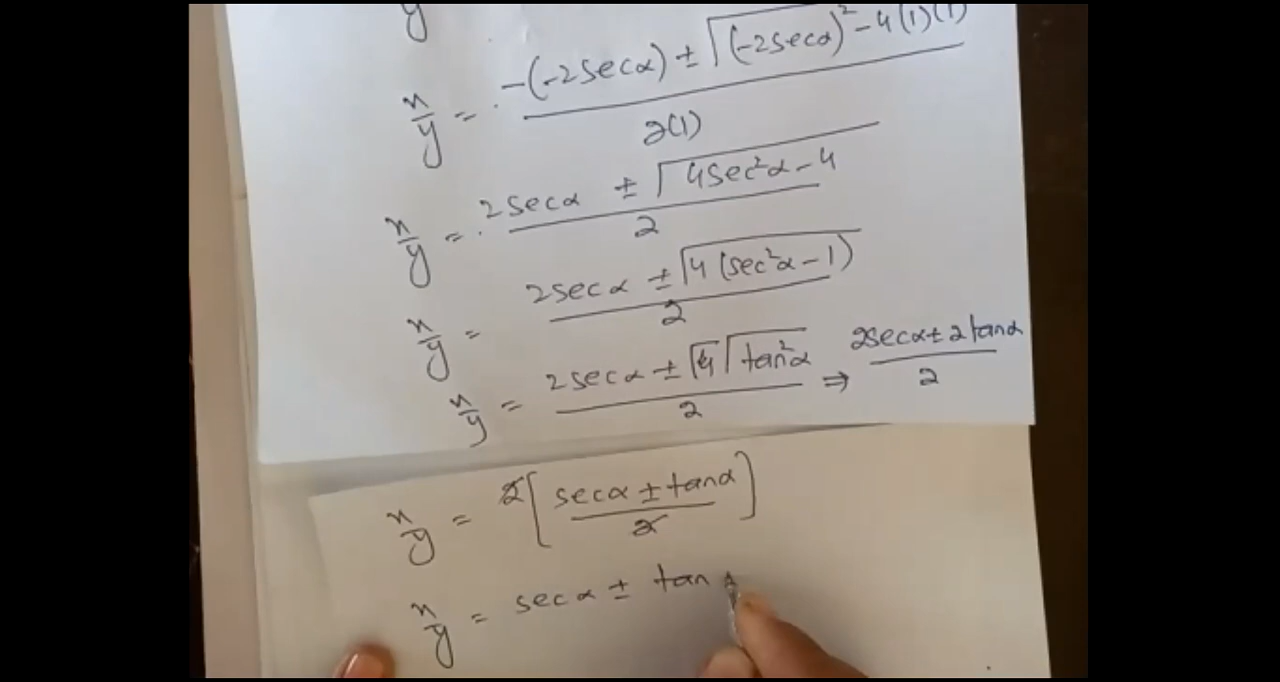 y
x/y = -(-2secα) ± √(-2secα)² - 4(1)(1) / 2(1)
x/y = 2secα ± √4sec²α - 4 / 2
x/y = 2secα ± √4(sec²α - 1) / 2
x/y = 2secα ± √4 √tan²α / 2 ⇒ 2secα ± 2tanα / 2
x/y = 2[secα ± tanα / 2]
x/y = secα ± tan